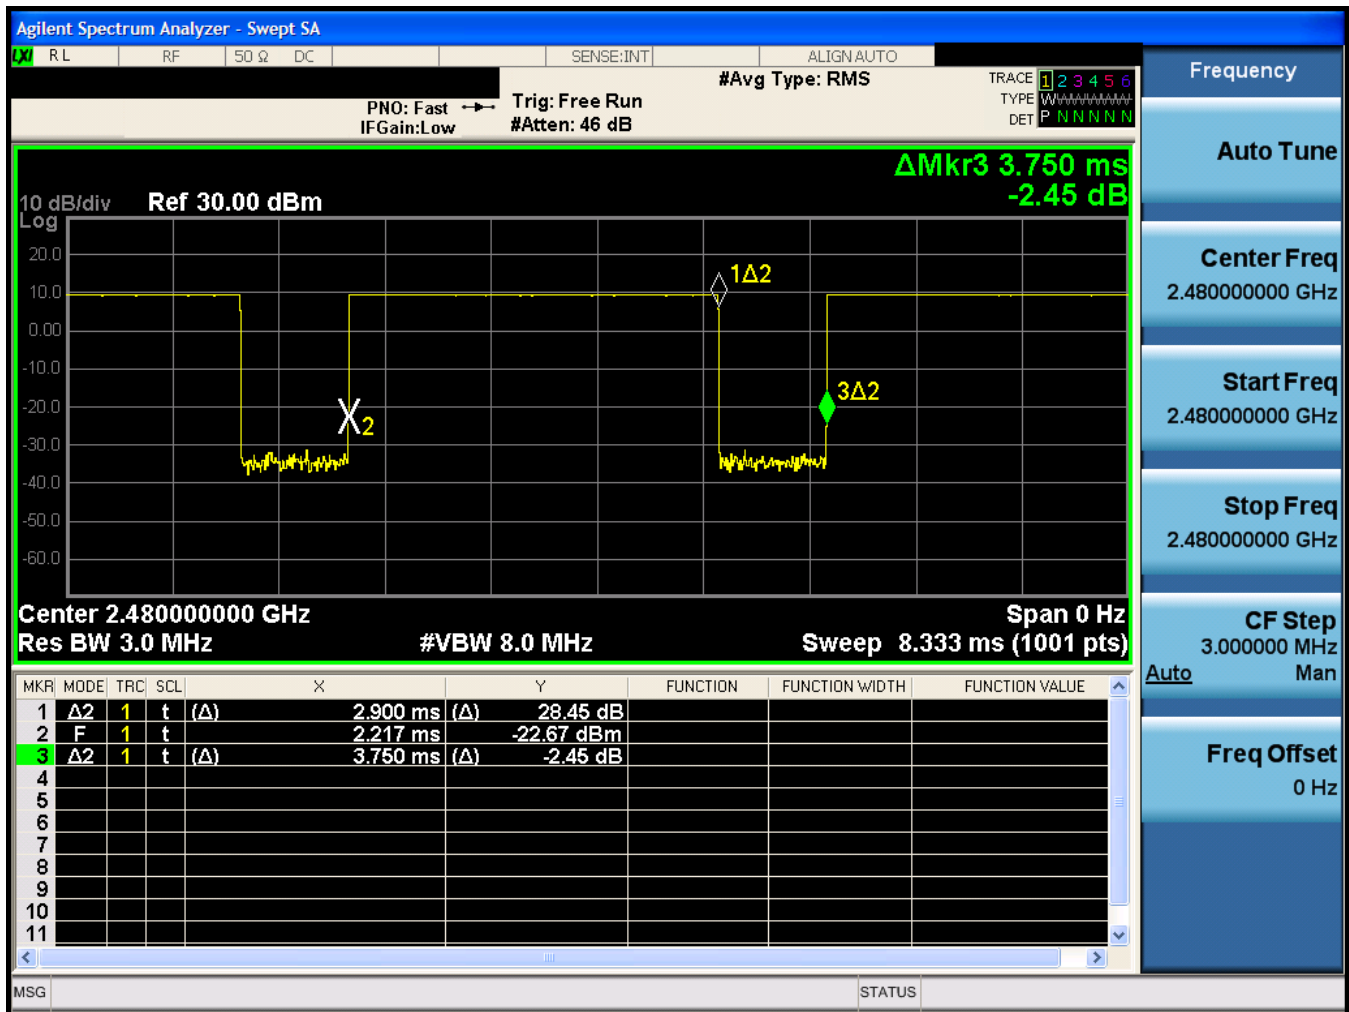 Agilent Spectrum Analyzer - Swept SA
LXI RL RF 50 Ω DC SENSE:INT ALIGN AUTO
#Avg Type: RMS
TRACE 1 2 3 4 5 6
PNO: Fast Trig: Free Run
TYPE W W W W W W
IFGain:Low #Atten: 46 dB
DET P N N N N N
ΔMkr3 3.750 ms
-2.45 dB
10 dB/div Ref 30.00 dBm
Log
20.0
10.0
0.00
-10.0
-20.0
-30.0
-40.0
-50.0
-60.0
1Δ2
3Δ2
2
Center 2.480000000 GHz Span 0 Hz
Res BW 3.0 MHz #VBW 8.0 MHz Sweep 8.333 ms (1001 pts)
MKR MODE TRC SCL X Y FUNCTION FUNCTION WIDTH FUNCTION VALUE
1 Δ2 1 t (Δ) 2.900 ms (Δ) 28.45 dB
2 F 1 t 2.217 ms -22.67 dBm
3 Δ2 1 t (Δ) 3.750 ms (Δ) -2.45 dB
4
5
6
7
8
9
10
11
MSG STATUS
Frequency
Auto Tune
Center Freq
2.480000000 GHz
Start Freq
2.480000000 GHz
Stop Freq
2.480000000 GHz
CF Step
3.000000 MHz
Auto Man
Freq Offset
0 Hz